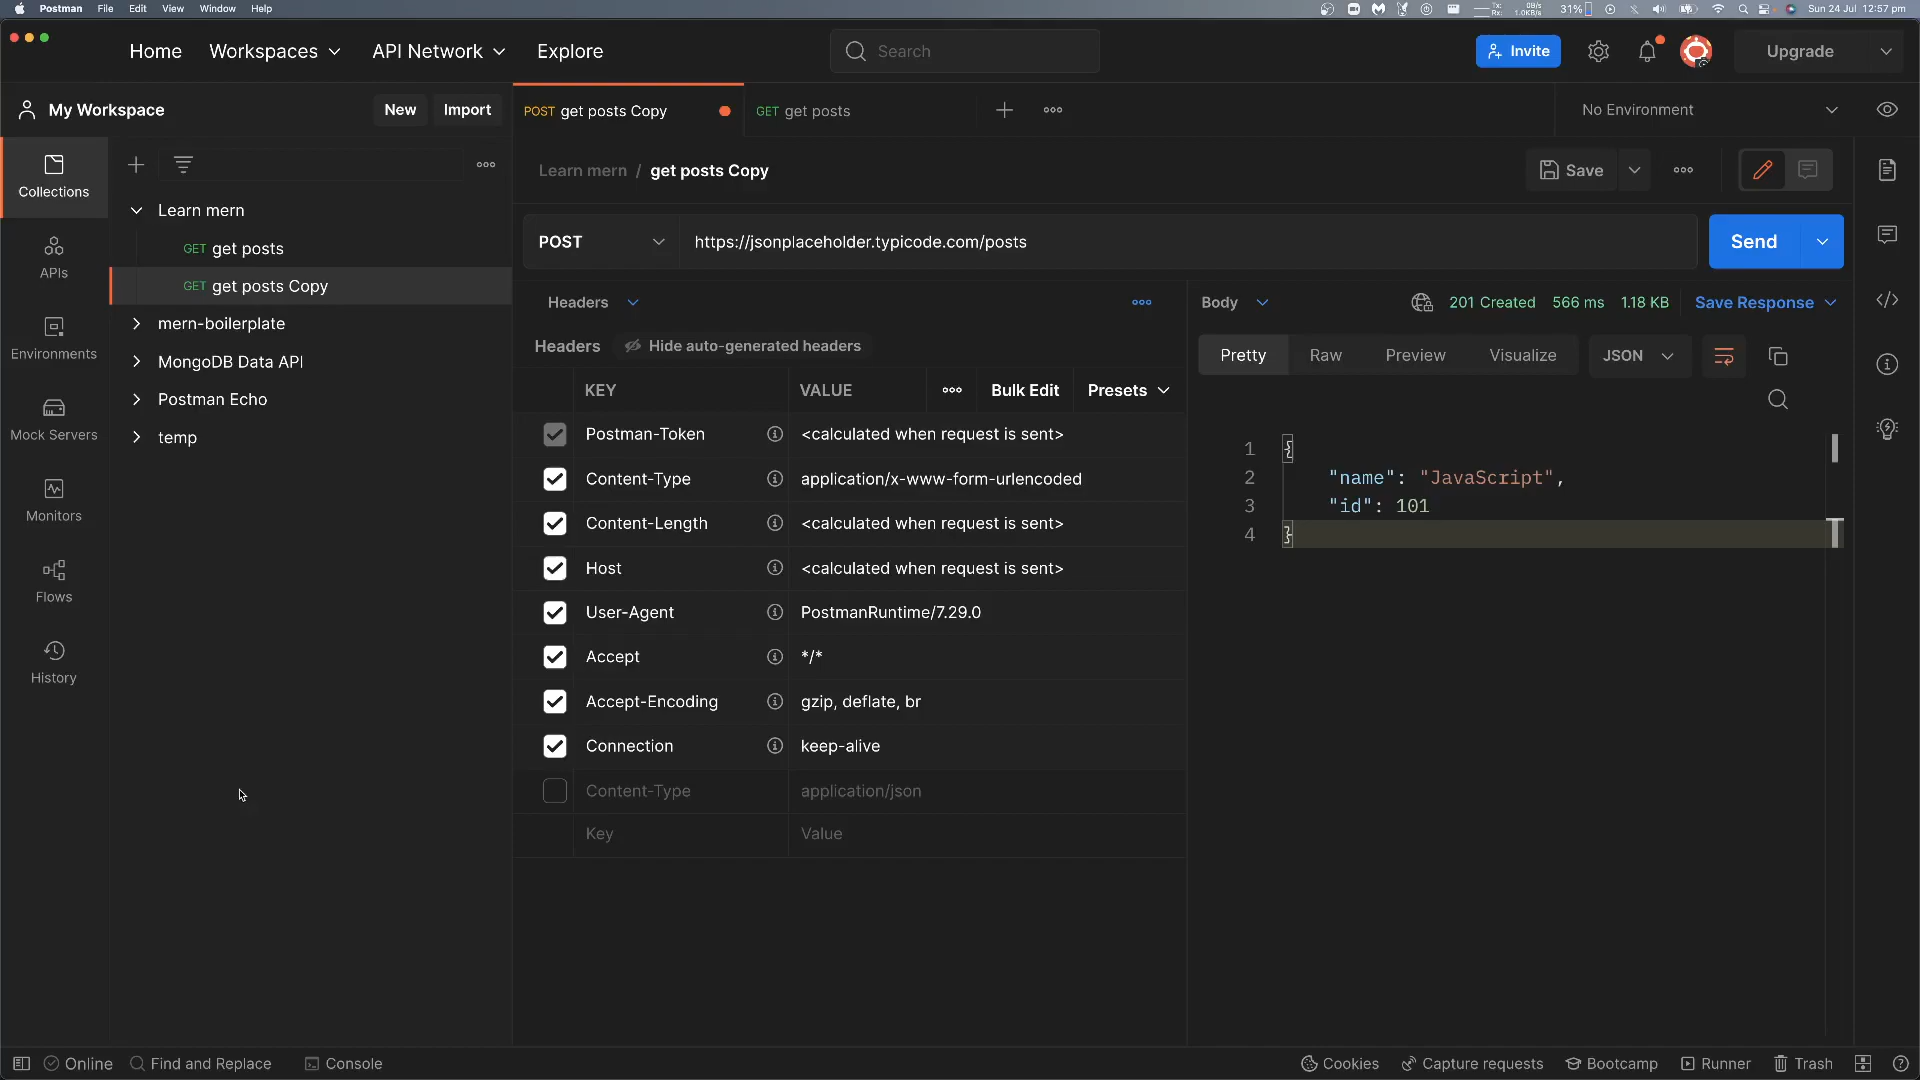 Postman File Edit View Window Help
31% Sun 24 Jul 12:57 pm
Home Workspaces API Network Explore Search Invite Upgrade
My Workspace New Import POST get posts Copy GET get posts No Environment
Collections
APIs
Environments
Mock Servers
Monitors
Flows
History
Learn mern
GET get posts
GET get posts Copy
mern-boilerplate
MongoDB Data API
Postman Echo
temp
Learn mern / get posts Copy Save
POST https://jsonplaceholder.typicode.com/posts Send
Headers
Headers Hide auto-generated headers
KEY VALUE Bulk Edit Presets
Postman-Token <calculated when request is sent>
Content-Type application/x-www-form-urlencoded
Content-Length <calculated when request is sent>
Host <calculated when request is sent>
User-Agent PostmanRuntime/7.29.0
Accept */*
Accept-Encoding gzip, deflate, br
Connection keep-alive
Content-Type application/json
Key Value
Body 201 Created 566 ms 1.18 KB Save Response
Pretty Raw Preview Visualize JSON
1 {
2 "name": "JavaScript",
3 "id": 101
4 }
Online Find and Replace Console Cookies Capture requests Bootcamp Runner Trash